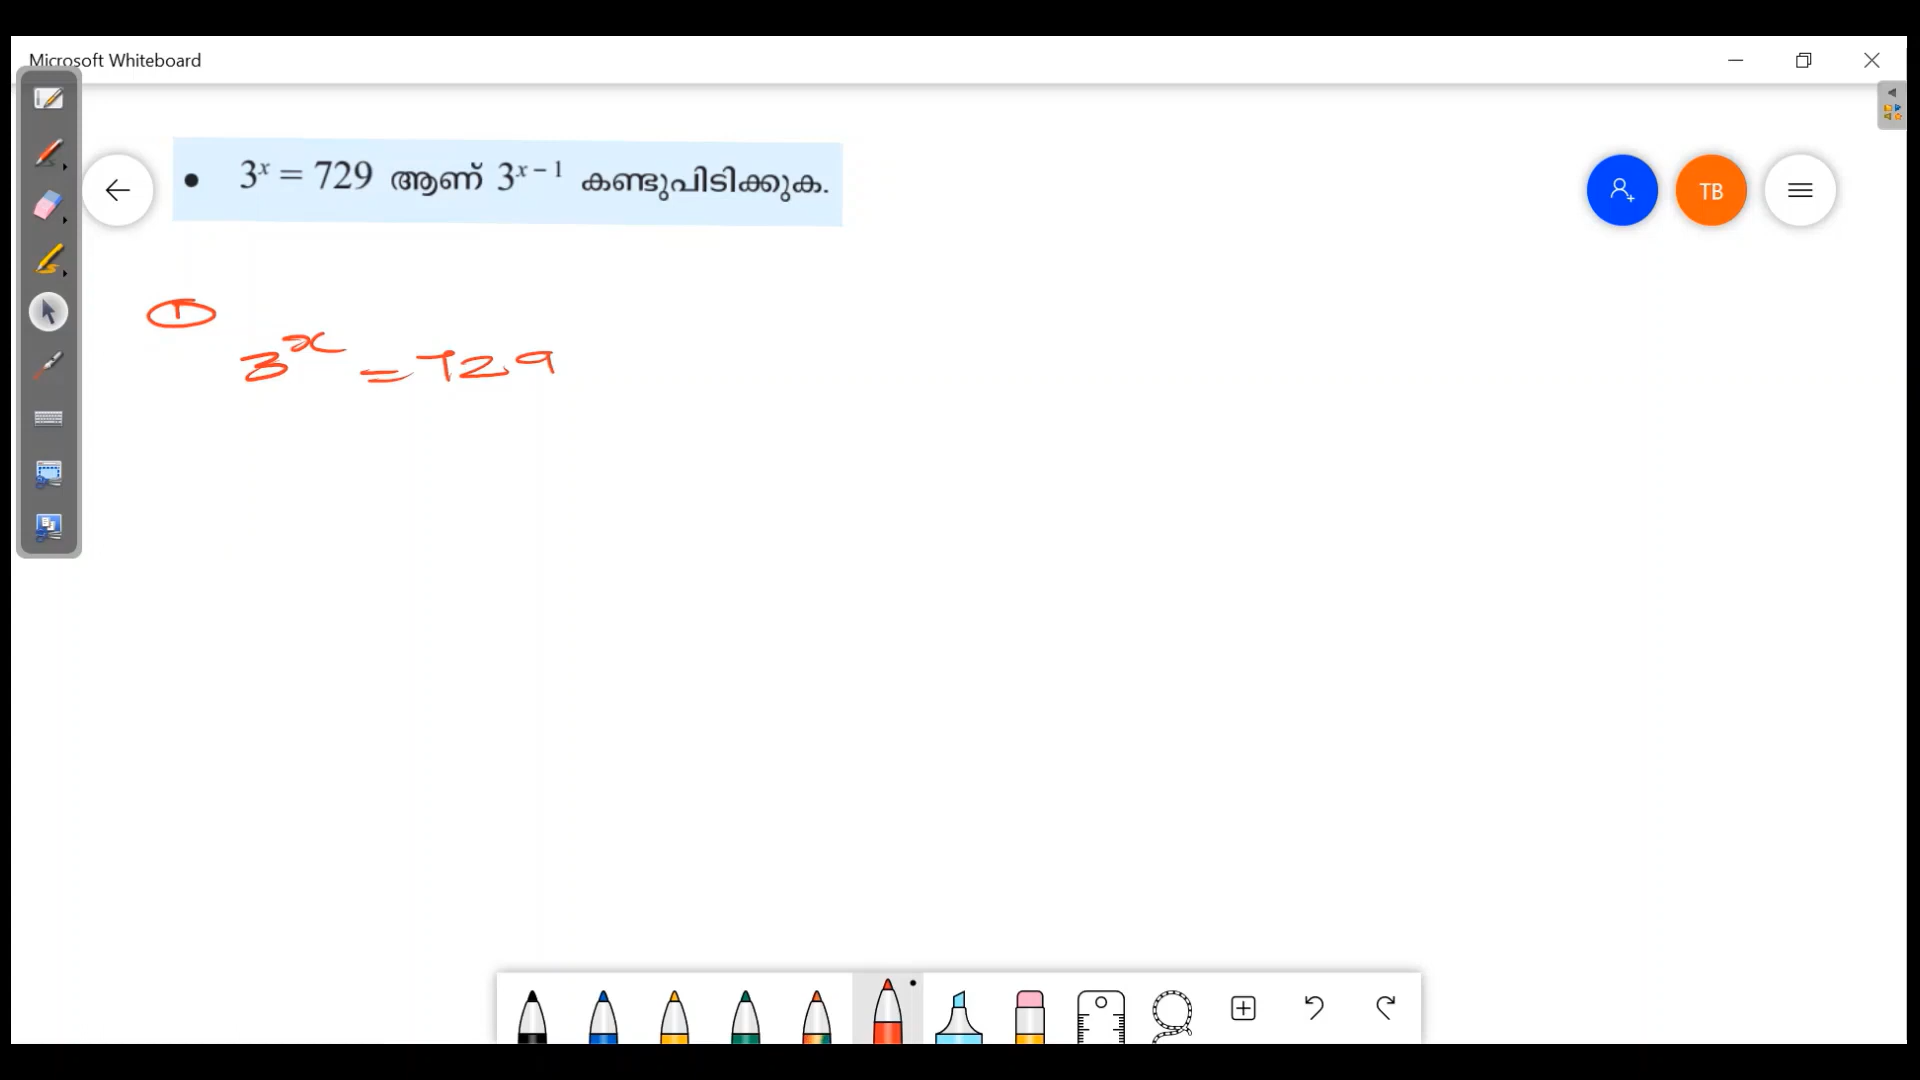 Microsoft Whiteboard
• 3ˣ = 729 ആണ് 3ˣ⁻¹ കണ്ടുപിടിക്കുക.
TB
①
3ˣ = 729